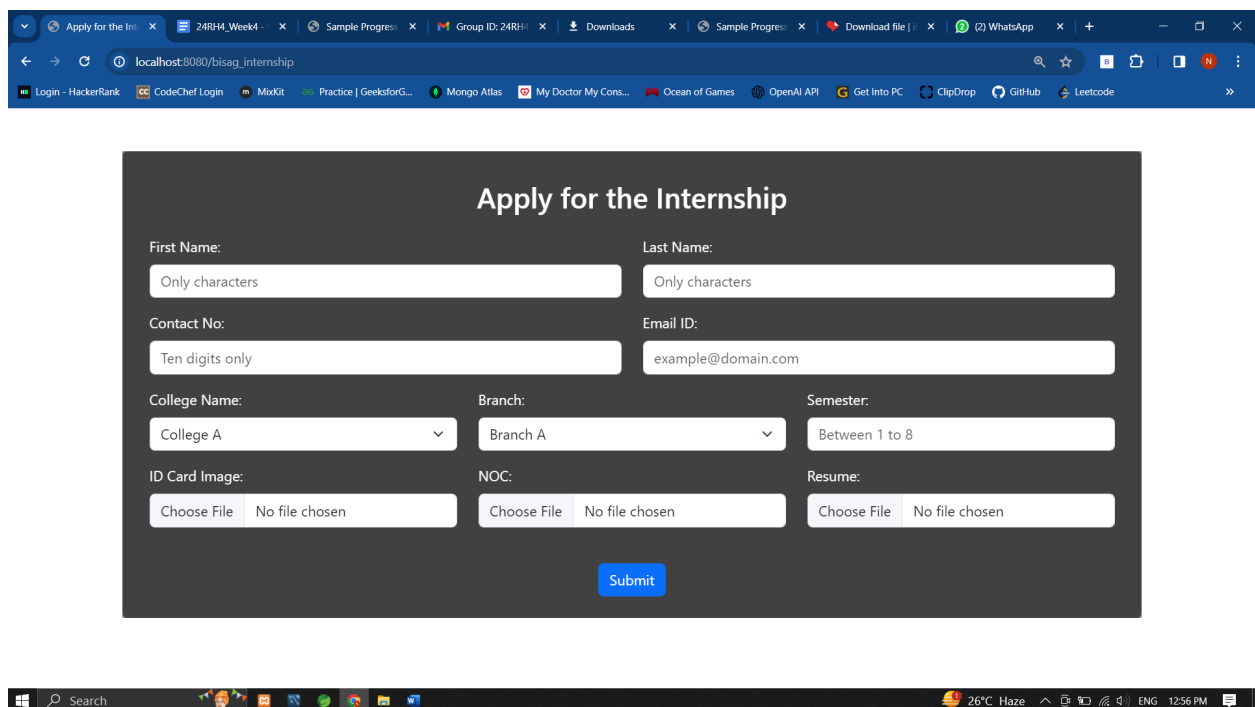 Apply for the Int
24RH4_Week4 -
Sample Progress
Group ID: 24RH4
Downloads
Sample Progress
Download file | i
(2) WhatsApp
localhost:8080/bisag_internship
Login - HackerRank
CodeChef Login
MixKit
Practice | GeeksforG...
Mongo Atlas
My Doctor My Cons...
Ocean of Games
OpenAI API
Get Into PC
ClipDrop
GitHub
Leetcode
Apply for the Internship
First Name: Last Name:
Only characters Only characters
Contact No: Email ID:
Ten digits only example@domain.com
College Name: Branch: Semester:
College A Branch A Between 1 to 8
ID Card Image: NOC: Resume:
Choose File No file chosen Choose File No file chosen Choose File No file chosen
Submit
Search 26°C Haze ENG 12:56 PM